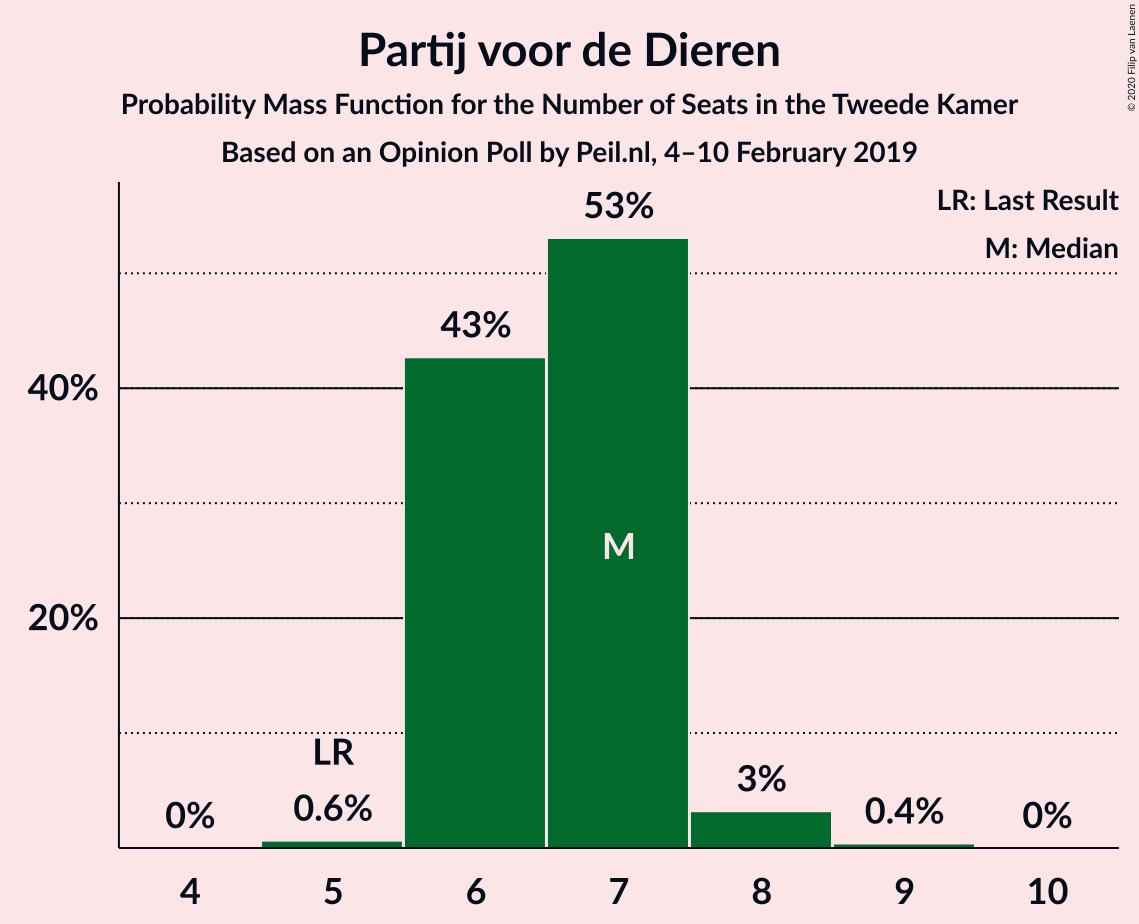 Partij voor de Dieren
Probability Mass Function for the Number of Seats in the Tweede Kamer
Based on an Opinion Poll by Peil.nl, 4–10 February 2019
© 2020 Filip van Laenen
LR: Last Result
M: Median
53%
43%
40%
M
20%
LR
0%
0.6%
3%
0.4%
0%
4 5 6 7 8 9 10